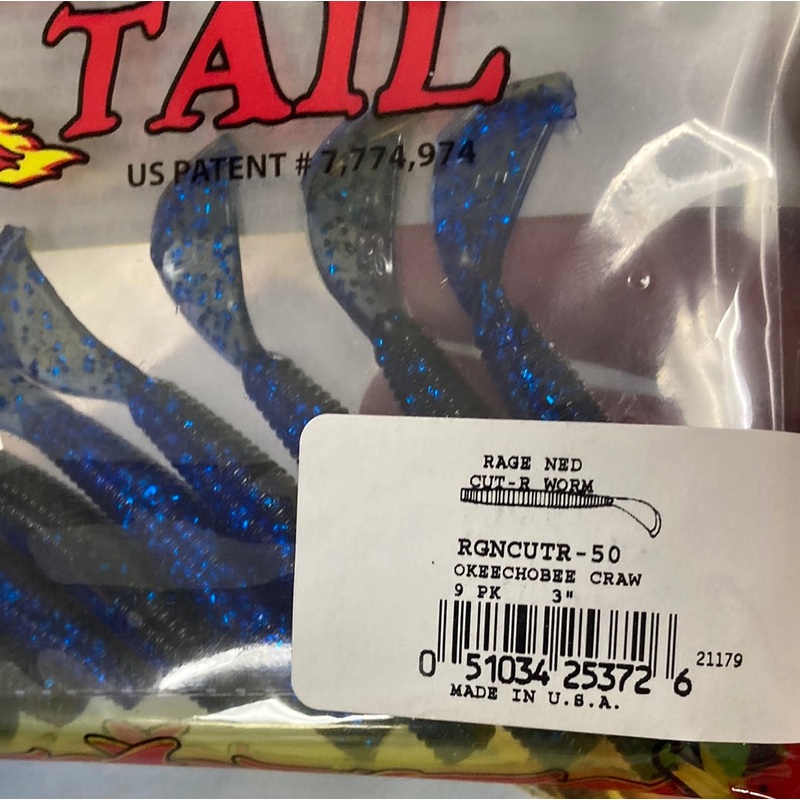 TAIL
US PATENT # 7,774,974
RAGE NED
CUT-R WORM
RGNCUTR-50
OKEECHOBEE CRAW
9 PK 3"
0 51034 25372 6 21179
MADE IN U.S.A.